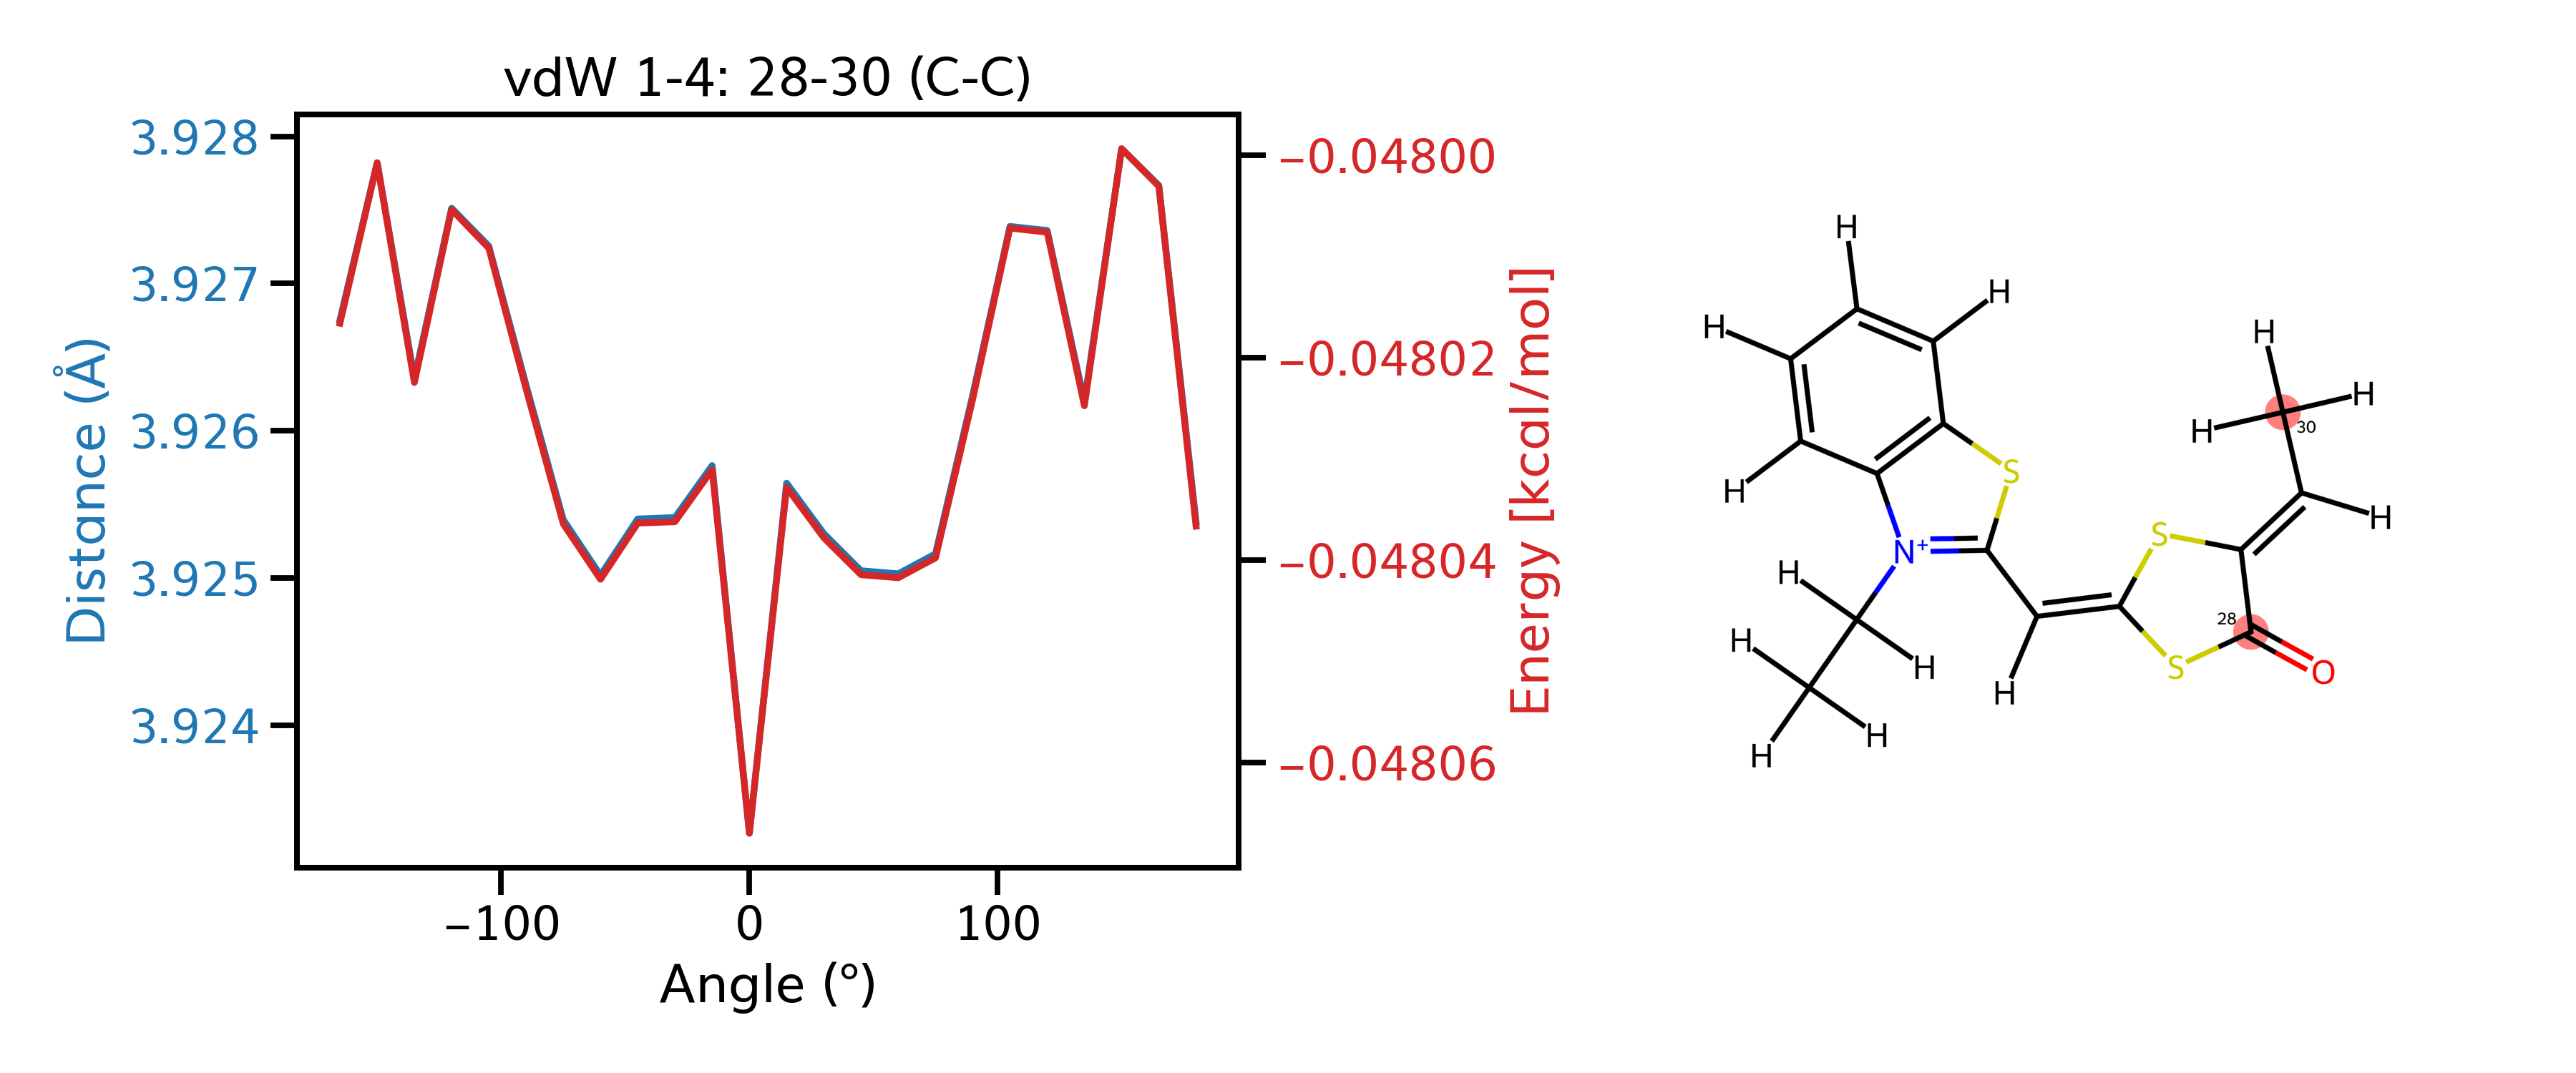 vdW 1-4: 28-30 (C-C)
3.928
3.927
3.926
3.925
3.924
Distance (Å)
−0.04800
−0.04802
−0.04804
−0.04806
Energy [kcal/mol]
−100 0 100
Angle (°)
H
H
H
H
H
H
H
30
S
H
H
S
N+
H
28
H
H
S
O
H
H
H